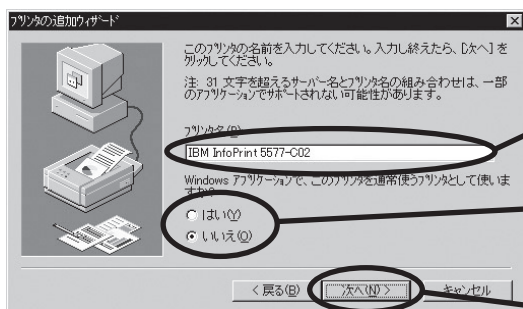 プリンタの追加ウィザード
このプリンタの名前を入力してください。入力し終えたら、[次へ] を
クリックしてください。
注: 31 文字を超えるサーバー名とプリンタ名の組み合わせは、一部
のアプリケーションでサポートされない可能性があります。
プリンタ名(P):
IBM InfoPrint 5577-C02
Windows アプリケーションで、このプリンタを通常使うプリンタとして使いま
すか?
はい(Y)
いいえ(O)
< 戻る(B)
次へ(N) >
キャンセル